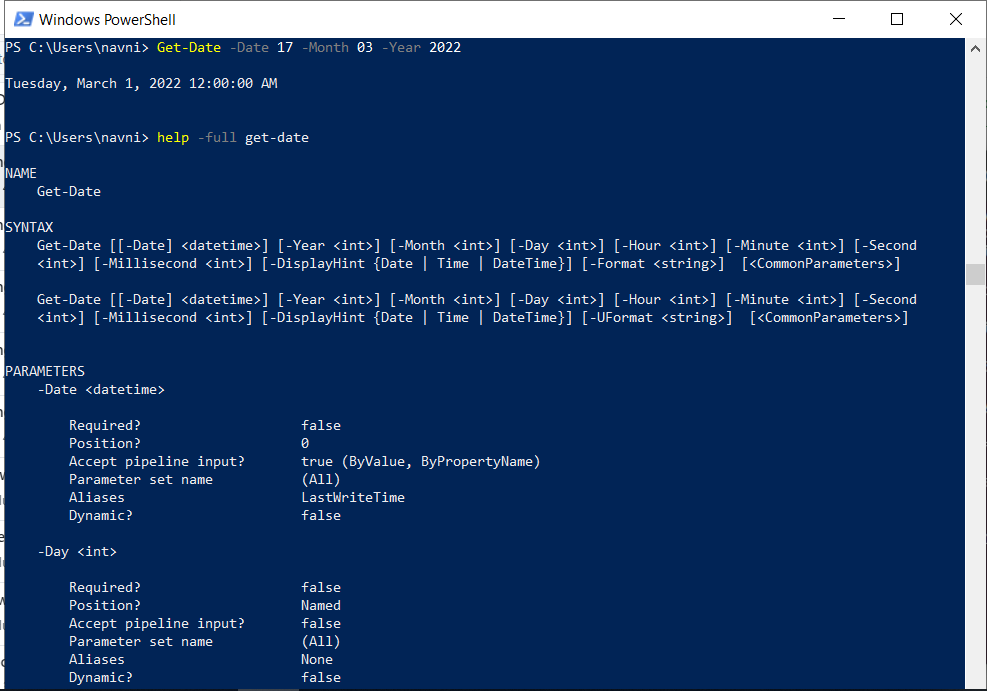 Windows PowerShell
PS C:\Users\navni> Get-Date -Date 17 -Month 03 -Year 2022
Tuesday, March 1, 2022 12:00:00 AM
PS C:\Users\navni> help -full get-date
NAME
    Get-Date
SYNTAX
    Get-Date [[-Date] <datetime>] [-Year <int>] [-Month <int>] [-Day <int>] [-Hour <int>] [-Minute <int>] [-Second
    <int>] [-Millisecond <int>] [-DisplayHint {Date | Time | DateTime}] [-Format <string>]  [<CommonParameters>]
    Get-Date [[-Date] <datetime>] [-Year <int>] [-Month <int>] [-Day <int>] [-Hour <int>] [-Minute <int>] [-Second
    <int>] [-Millisecond <int>] [-DisplayHint {Date | Time | DateTime}] [-UFormat <string>]  [<CommonParameters>]
PARAMETERS
    -Date <datetime>
        Required?                    false
        Position?                    0
        Accept pipeline input?       true (ByValue, ByPropertyName)
        Parameter set name           (All)
        Aliases                      LastWriteTime
        Dynamic?                     false
    -Day <int>
        Required?                    false
        Position?                    Named
        Accept pipeline input?       false
        Parameter set name           (All)
        Aliases                      None
        Dynamic?                     false